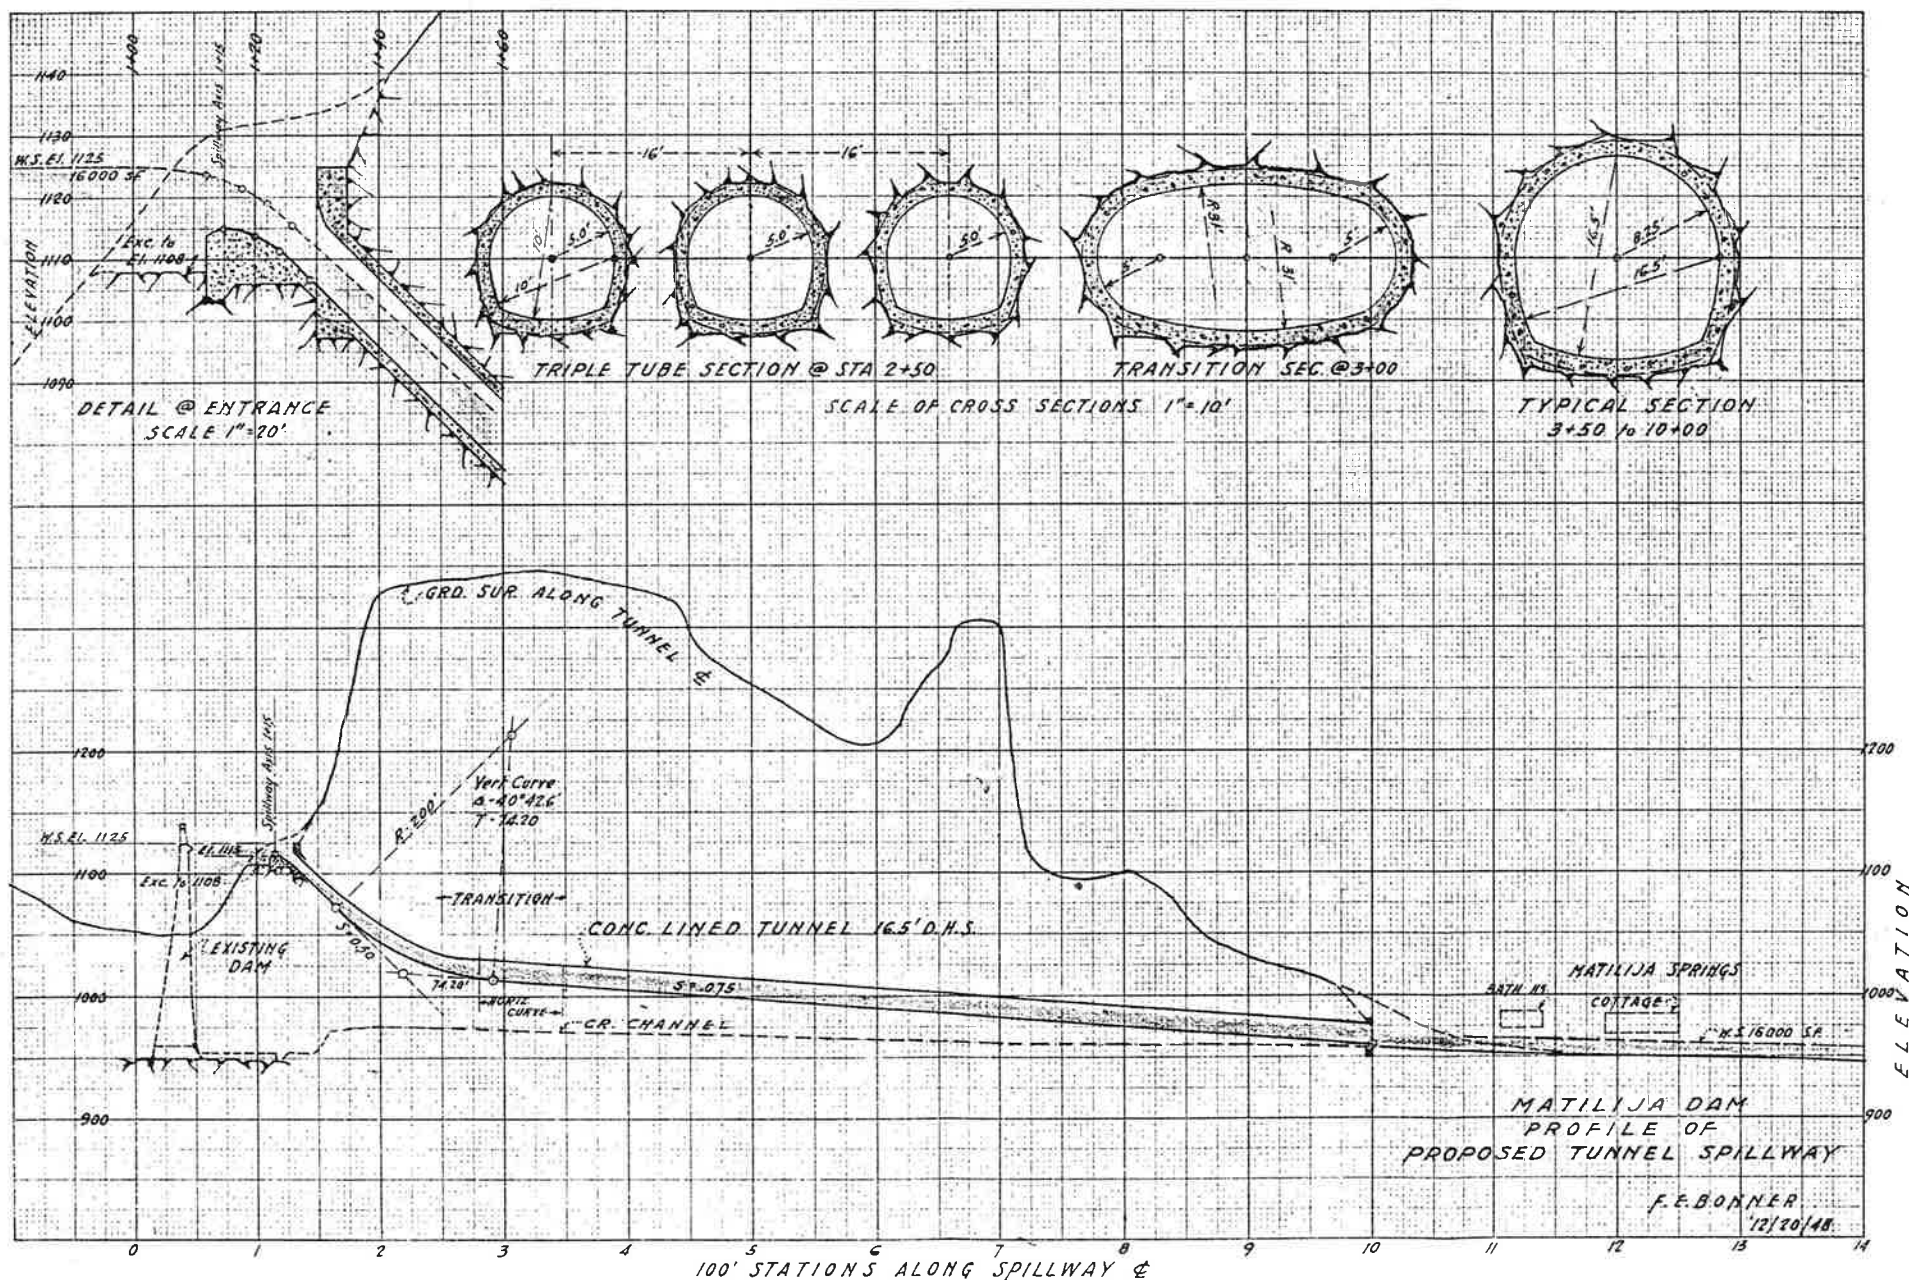 1+00
Spillway Axis 1+15
1+20
1+40
1+60
1140
1130
W.S. El. 1125
16000 SF
1120
Exc. to
El. 1108
1110
ELEVATION
1100
1090
DETAIL @ ENTRANCE
SCALE 1"=20'
16'
16'
10'
5.0'
10'
5.0'
5.0'
TRIPLE TUBE SECTION @ STA 2+50
R 31'
R 31'
5'
5'
TRANSITION SEC. @ 3+00
SCALE OF CROSS SECTIONS 1"=10'
16.5'
8.25'
16.5'
TYPICAL SECTION
3+50 to 10+00
GRD. SUR. ALONG TUNNEL ℄
1200
Spillway Axis 1+15
R=200'
Vert. Curve
Δ-40°42.6'
T-74.20
1200
W.S. EL. 1125
El. 1115
1100
Exc. to 1108
1100
TRANSITION
CONC. LINED TUNNEL 16.5' D.H.S.
EXISTING
DAM
74.20'
S=.075
HORIZ
CURVE
1000
CR. CHANNEL
MATILIJA SPRINGS
BATH HS
COTTAGE
1000
W.S. 16000 SF
ELEVATION
900
900
MATILIJA DAM
PROFILE OF
PROPOSED TUNNEL SPILLWAY
F.E. BONNER
12/20/48
0 1 2 3 4 5 6 7 8 9 10 11 12 13 14
100' STATIONS ALONG SPILLWAY ℄